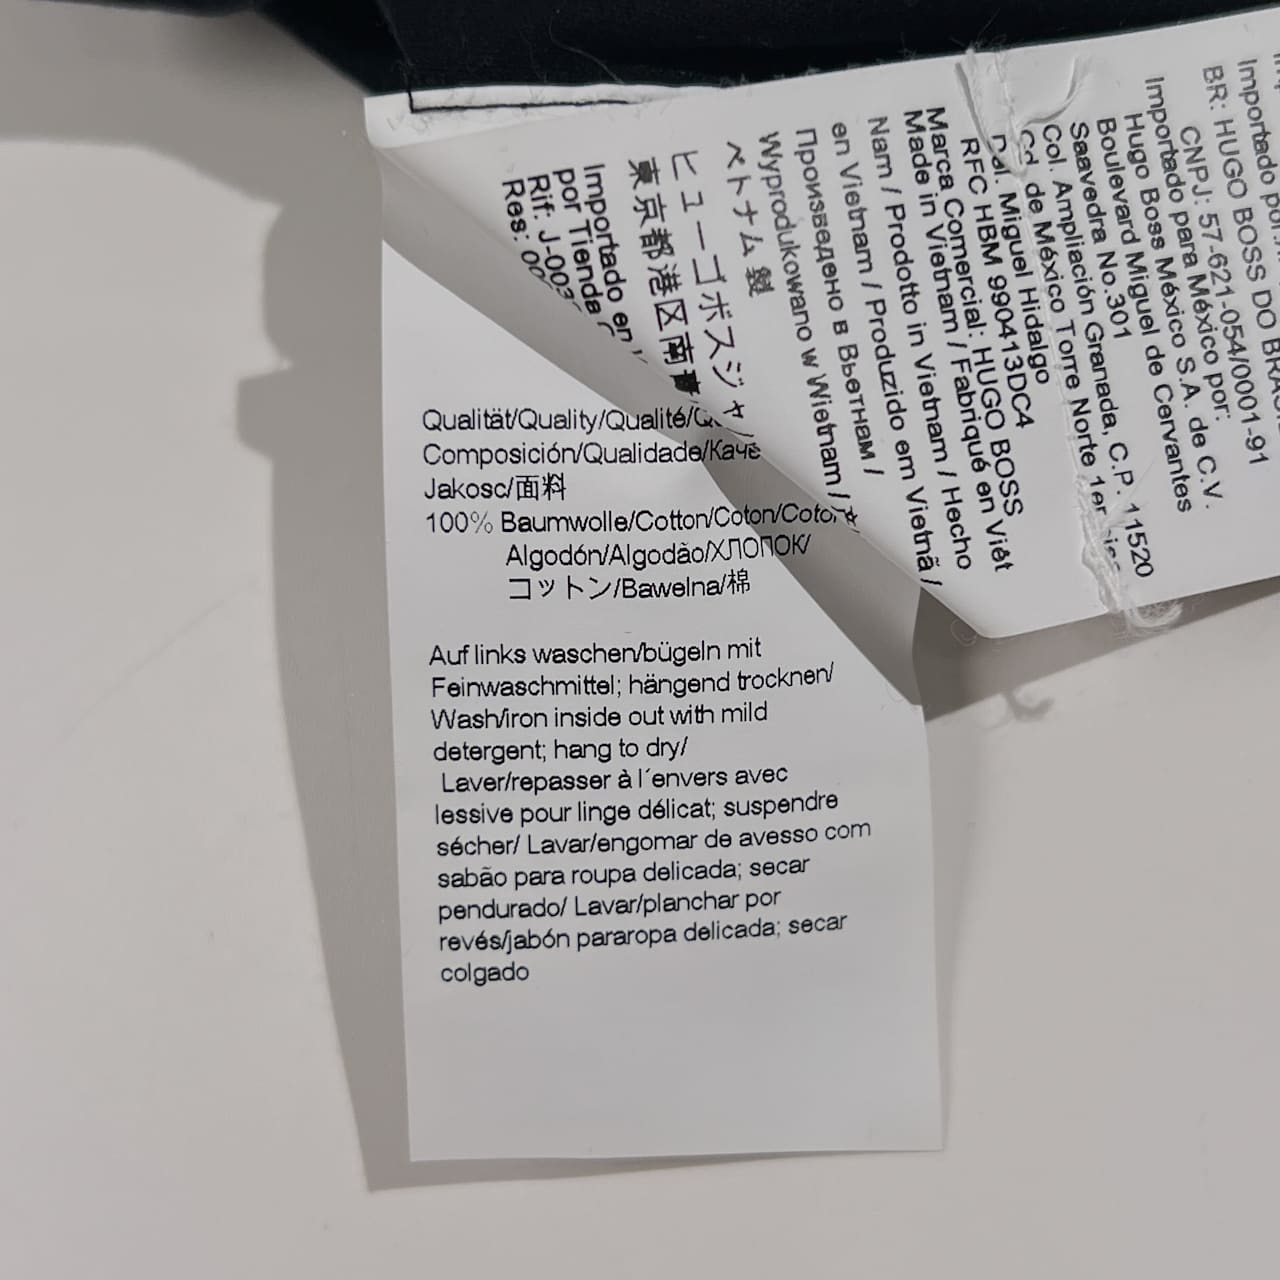 Qualität/Quality/Qualité/
Composición/Qualidade/Каче
Jakosc/面料
100% Baumwolle/Cotton/Coton/Coto
Algodón/Algodão/ХЛОПОК/
コットン/Bawelna/棉
Auf links waschen/bügeln mit
Feinwaschmittel; hängend trocknen/
Wash/iron inside out with mild
detergent; hang to dry/
Laver/repasser à l´envers avec
lessive pour linge délicat; suspendre
sécher/ Lavar/engomar de avesso com
sabão para roupa delicada; secar
pendurado/ Lavar/planchar por
revés/jabón pararopa delicada; secar
colgado
Importado por
BR: HUGO BOSS DO
CNPJ: 57-621-054/0001-91
Importado para México por:
Hugo Boss México S.A. de C.V.
Boulevard Miguel de Cervantes
Saavedra No.301
Col. Ampliación Granada, C.P. 11520
Cd. de México Torre Norte 1er
Del. Miguel Hidalgo
RFC HBM 990413DC4
Marca Comercial: HUGO BOSS
Made in Vietnam / Fabriqué en Viêt
Nam / Prodotto in Vietnam / Hecho
en Vietnam / Produzido em Vietnã /
Произведено в Вьетнам /
Wyprodukowano w Wietnam /
ベトナム製
ヒューゴボスジャ
東京都港区南青
Importado en
por Tienda
Rif: J-003
Res: 00